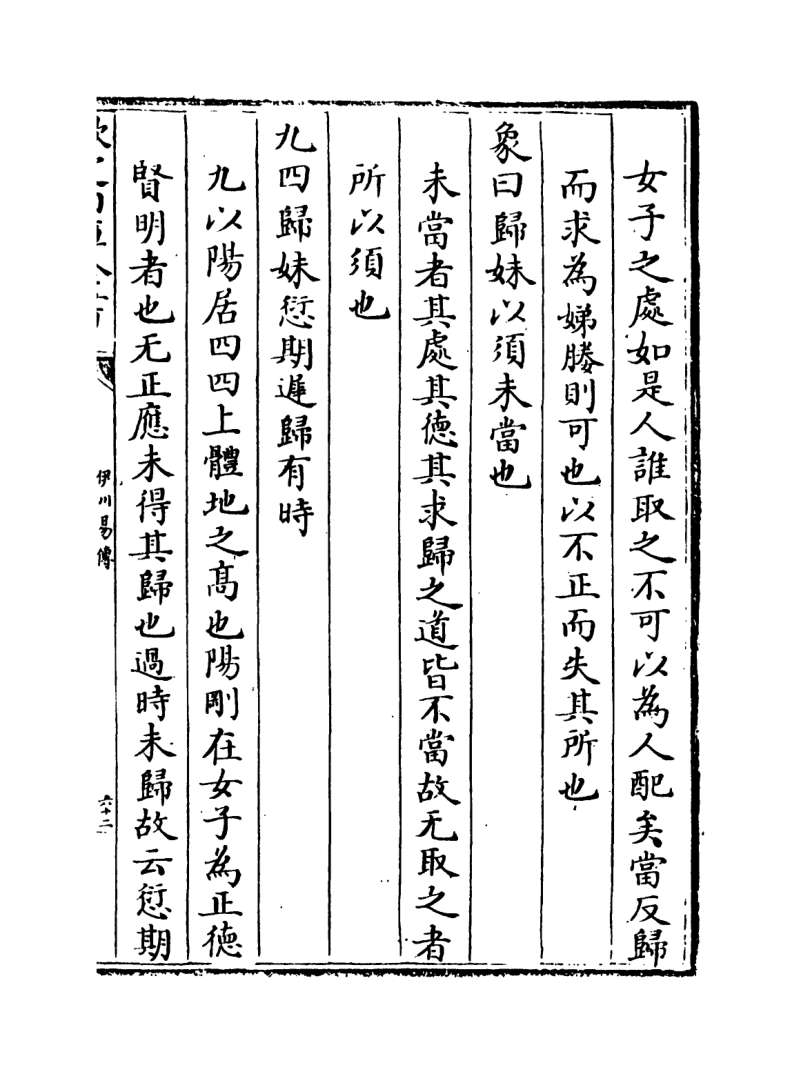 女子之處如是人誰取之不可以為人配矣當反歸
而求為娣媵則可也以不正而失其所也
象曰歸妹以須未當也
未當者其處其德其求歸之道皆不當故无取之者
所以須也
九四歸妹愆期遲歸有時
九以陽居四四上體地之髙也陽剛在女子為正德
賢明者也无正應未得其歸也過時未歸故云愆期
伊川易傳
六十二